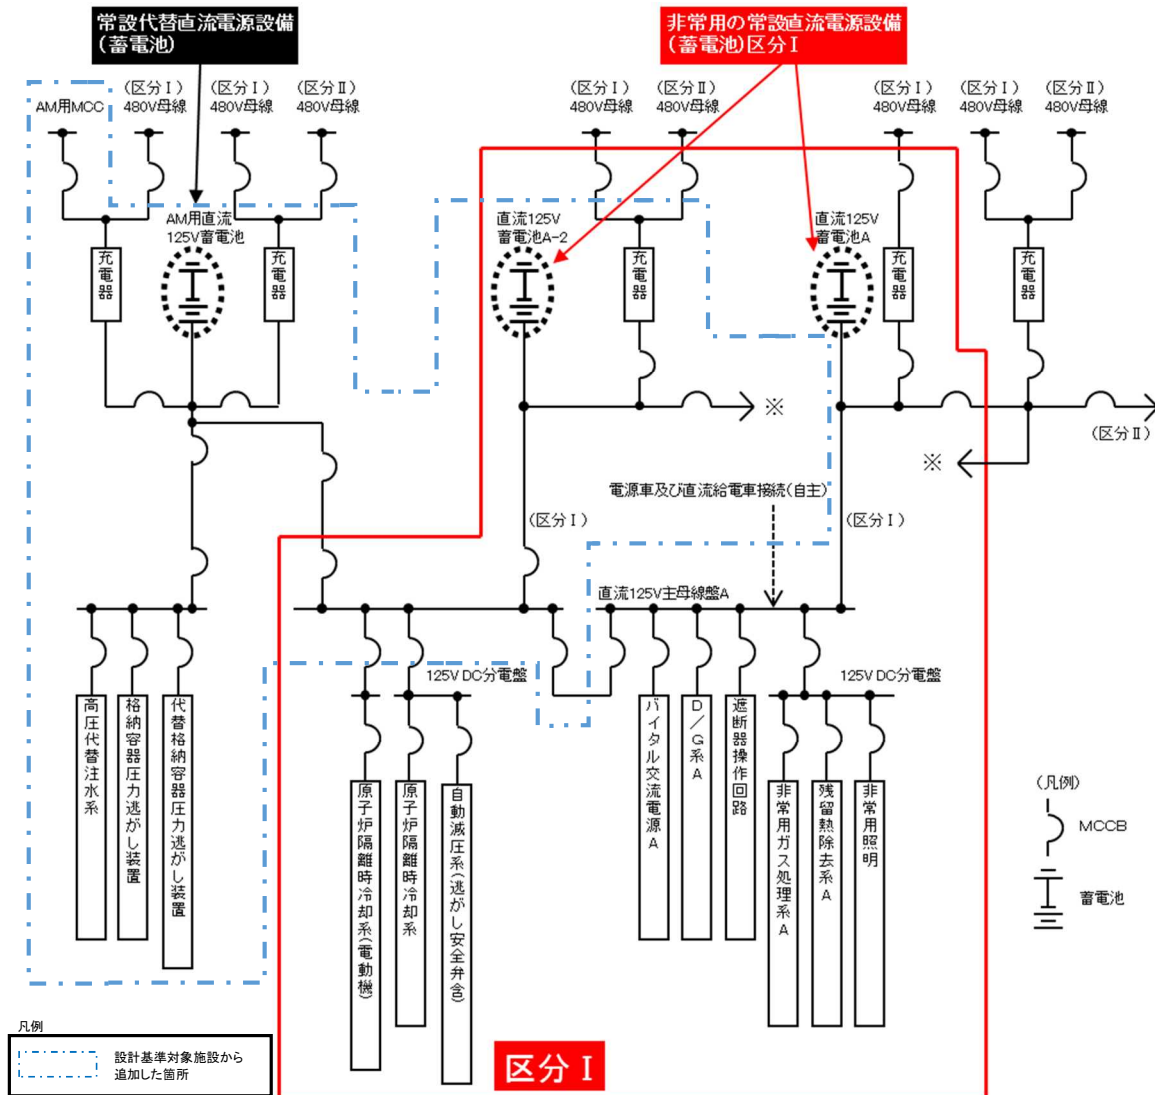 常設代替直流電源設備
(蓄電池)
非常用の常設直流電源設備
(蓄電池)区分Ⅰ
AM用MCC
(区分Ⅰ)
480V母線
(区分Ⅰ)
480V母線
(区分Ⅱ)
480V母線
(区分Ⅰ)
480V母線
(区分Ⅱ)
480V母線
(区分Ⅰ)
480V母線
(区分Ⅰ)
480V母線
(区分Ⅱ)
480V母線
AM用直流
125V蓄電池
直流125V
蓄電池A-2
直流125V
蓄電池A
充電器
充電器
充電器
充電器
充電器
※
(区分Ⅱ)
※
電源車及び直流給電車接続(自主)
(区分Ⅰ)
(区分Ⅰ)
直流125V主母線盤A
125V DC分電盤
125V DC分電盤
高圧代替注水系
格納容器圧力逃がし装置
代替格納容器圧力逃がし装置
原子炉隔離時冷却系(電動機)
原子炉隔離時冷却系
自動減圧系(逃がし安全弁含)
バイタル交流電源A
D/G系A
遮断器操作回路
非常用ガス処理系A
残留熱除去系A
非常用照明
(凡例)
MCCB
蓄電池
凡例
設計基準対象施設から
追加した箇所
区分Ⅰ